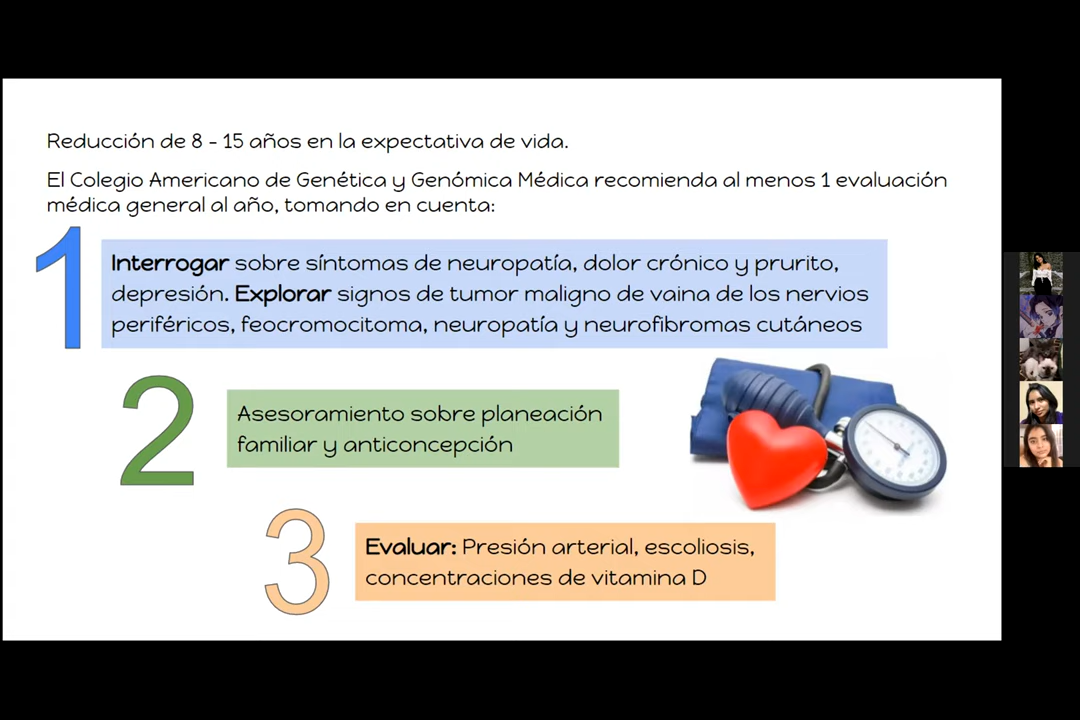 Reducción de 8 - 15 años en la expectativa de vida.
El Colegio Americano de Genética y Genómica Médica recomienda al menos 1 evaluación
médica general al año, tomando en cuenta:
1
Interrogar sobre síntomas de neuropatía, dolor crónico y prurito,
depresión. Explorar signos de tumor maligno de vaina de los nervios
periféricos, feocromocitoma, neuropatía y neurofibromas cutáneos
2
Asesoramiento sobre planeación
familiar y anticoncepción
3
Evaluar: Presión arterial, escoliosis,
concentraciones de vitamina D